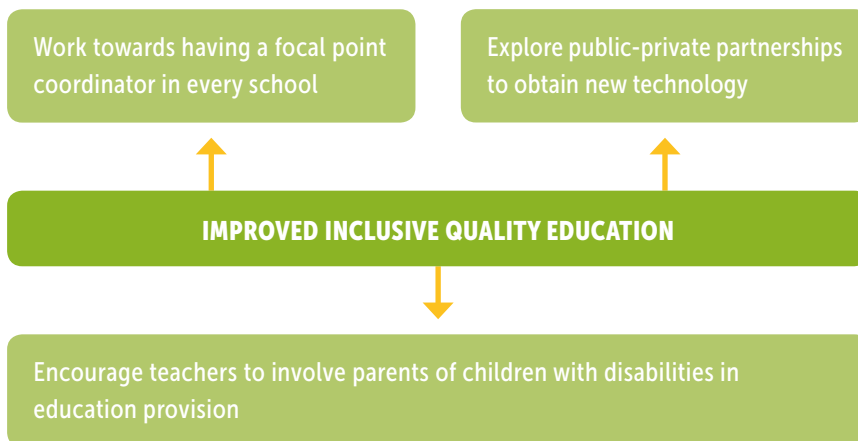 Work towards having a focal point
coordinator in every school
Explore public-private partnerships
to obtain new technology
IMPROVED INCLUSIVE QUALITY EDUCATION
Encourage teachers to involve parents of children with disabilities in
education provision